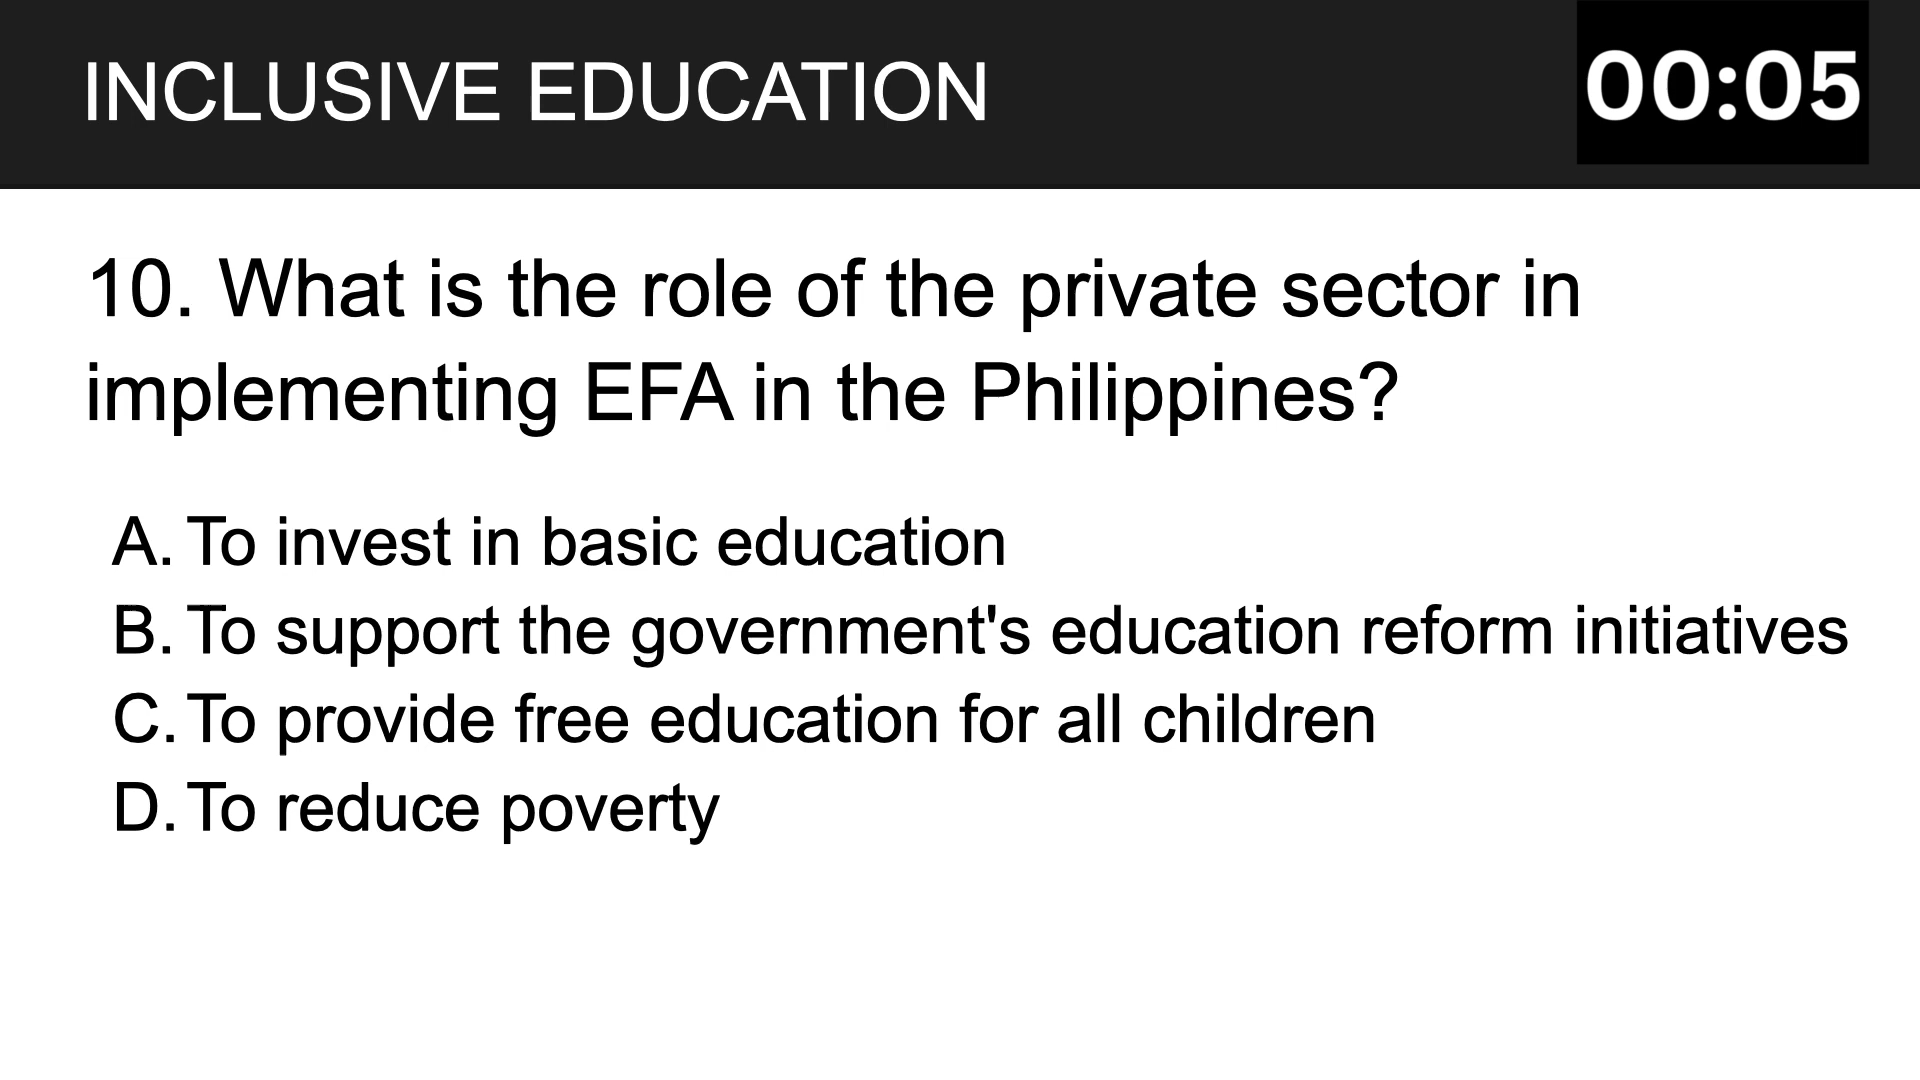 INCLUSIVE EDUCATION
00:05
10. What is the role of the private sector in
implementing EFA in the Philippines?
A. To invest in basic education
B. To support the government's education reform initiatives
C. To provide free education for all children
D. To reduce poverty